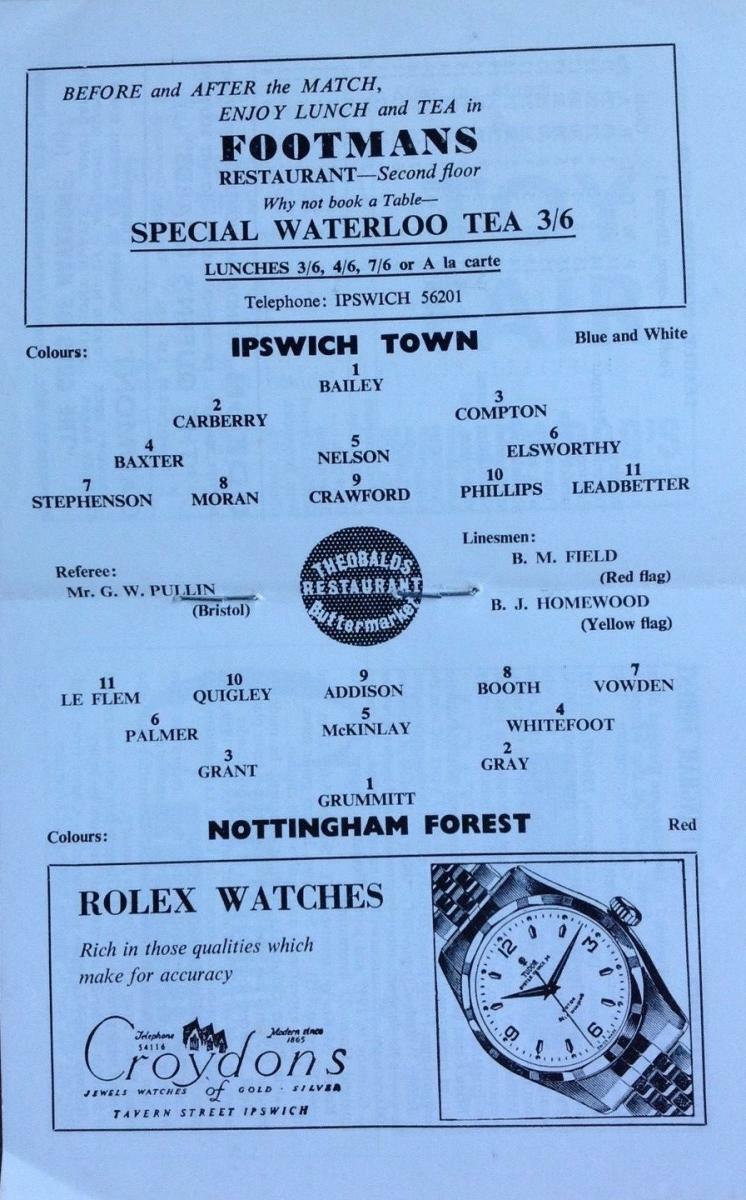 BEFORE and AFTER the MATCH,
ENJOY LUNCH and TEA in
FOOTMANS
RESTAURANT—Second floor
Why not book a Table—
SPECIAL WATERLOO TEA 3/6
LUNCHES 3/6, 4/6, 7/6 or A la carte
Telephone: IPSWICH 56201
Colours: IPSWICH TOWN Blue and White
1
BAILEY
2 3
CARBERRY COMPTON
4 5 6
BAXTER NELSON ELSWORTHY
7 8 9 10 11
STEPHENSON MORAN CRAWFORD PHILLIPS LEADBETTER
Referee:
Mr. G. W. PULLIN
(Bristol)
THEOBALDS
RESTAURANT
Buttermarket
Linesmen:
B. M. FIELD
(Red flag)
B. J. HOMEWOOD
(Yellow flag)
11 10 9 8 7
LE FLEM QUIGLEY ADDISON BOOTH VOWDEN
6 5 4
PALMER McKINLAY WHITEFOOT
3 2
GRANT GRAY
1
GRUMMITT
Colours: NOTTINGHAM FOREST Red
ROLEX WATCHES
Rich in those qualities which
make for accuracy
Telephone
54116
Modern since
1865
Croydons
JEWELS WATCHES of GOLD · SILVER
TAVERN STREET IPSWICH
12
3
6
9
TUDOR